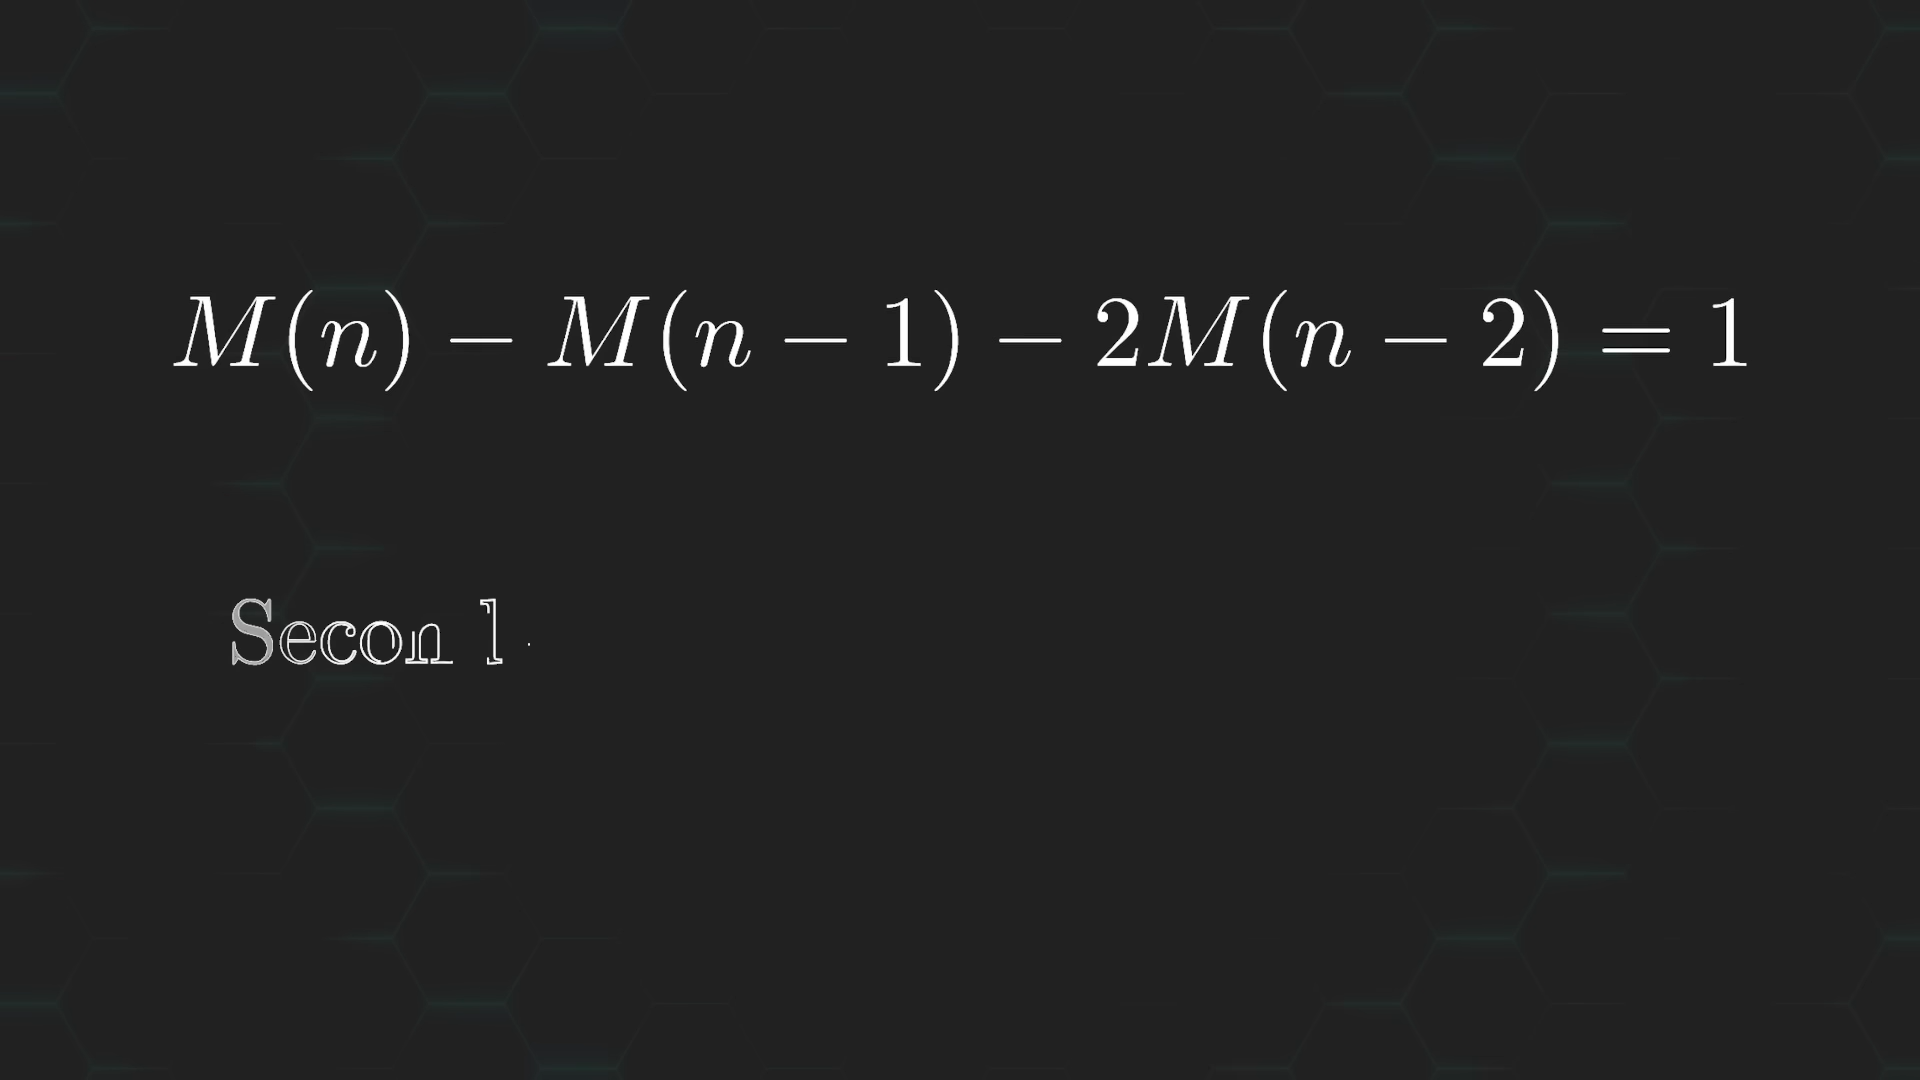 M(n) − M(n − 1) − 2M(n − 2) = 1
Secon l